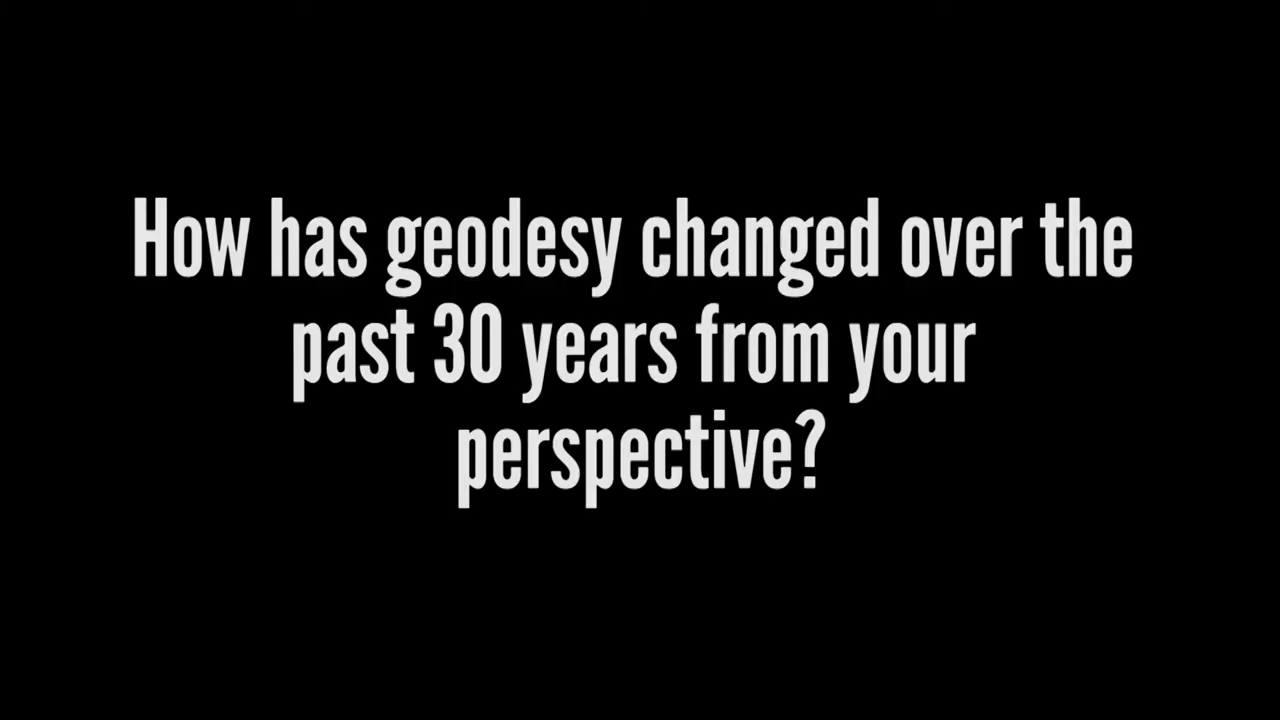 How has geodesy changed over the
past 30 years from your
perspective?